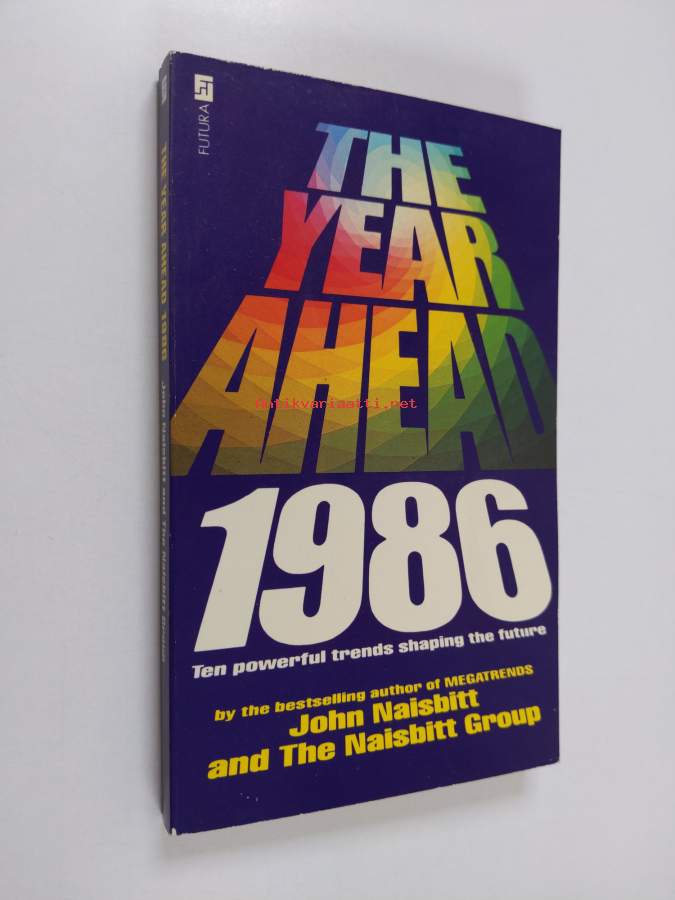 FUTURA
THE
YEAR
AHEAD
antikvariaatti.net
1986
Ten powerful trends shaping the future
by the bestselling author of MEGATRENDS
John Naisbitt
and The Naisbitt Group
THE YEAR AHEAD 1986 John Naisbitt and The Naisbitt Group